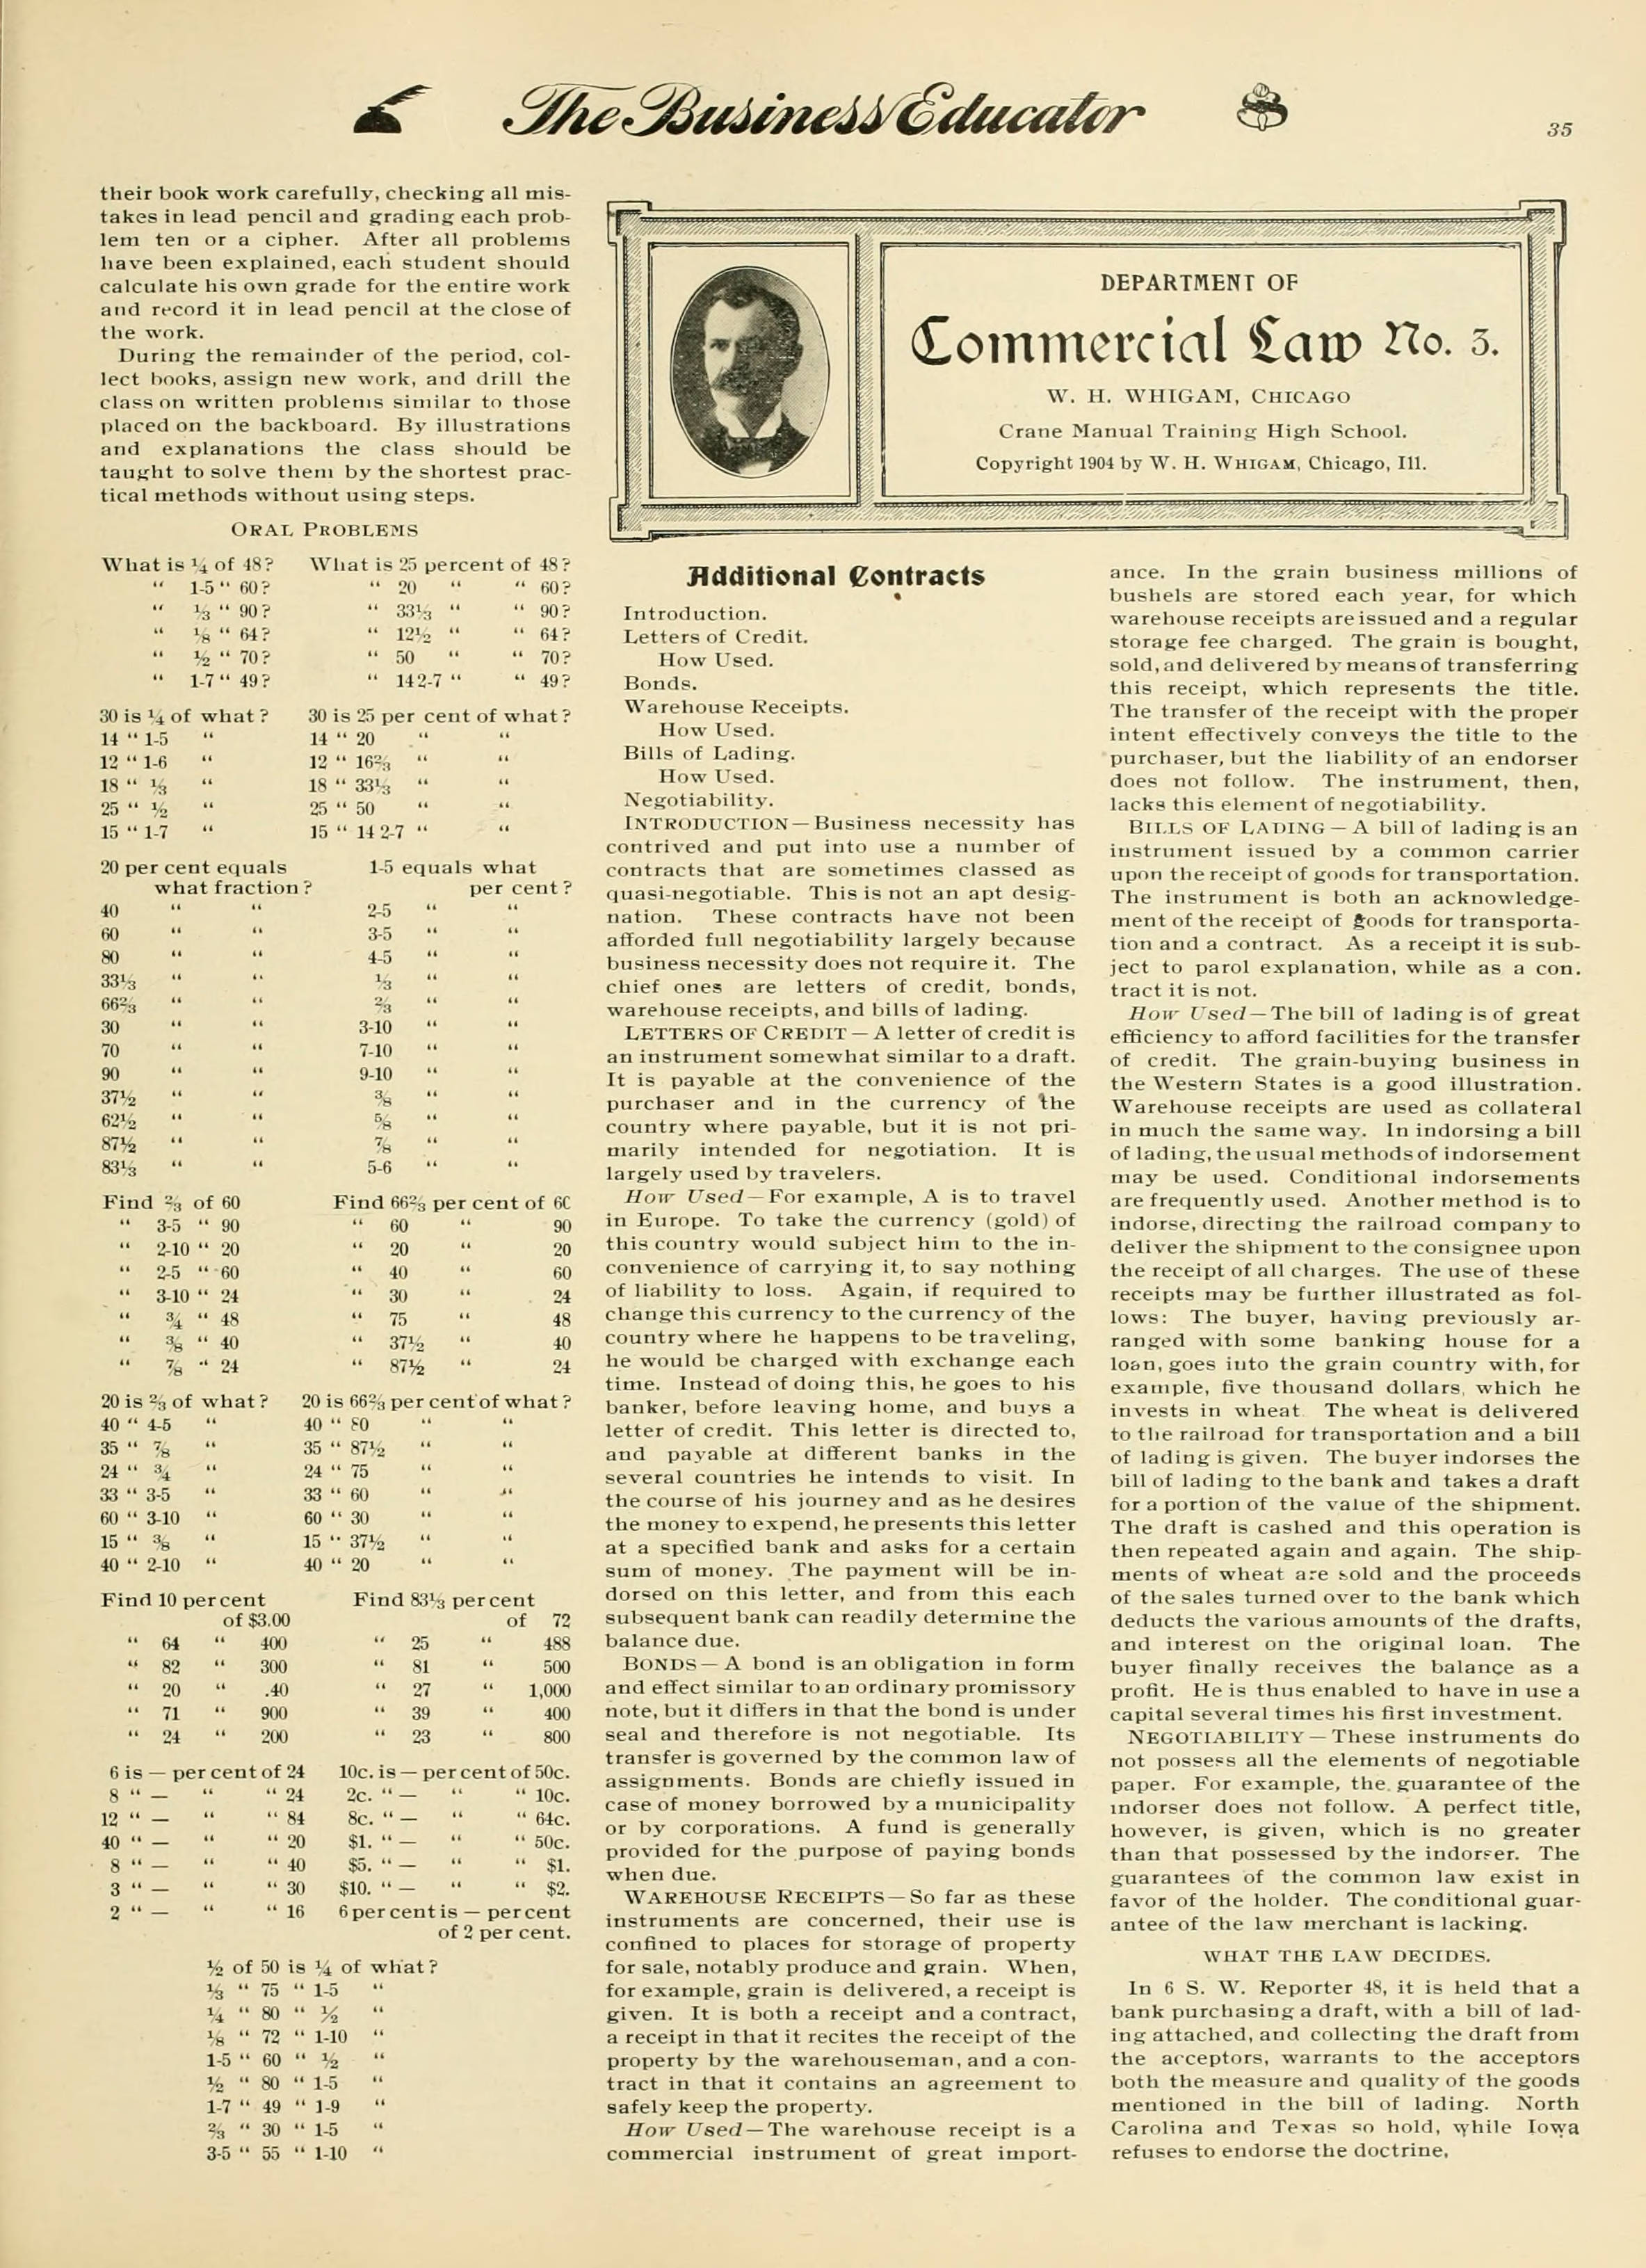 The Business Educator
35
their book work carefully, checking all mis-
takes in lead pencil and grading each prob-
lem ten or a cipher. After all problems
have been explained, each student should
calculate his own grade for the entire work
and record it in lead pencil at the close of
the work.
During the remainder of the period, col-
lect books, assign new work, and drill the
class on written problems similar to those
placed on the backboard. By illustrations
and explanations the class should be
taught to solve them by the shortest prac-
tical methods without using steps.
ORAL PROBLEMS
What is ¼ of 48? What is 25 percent of 48?
" 1-5 " 60? " 20 " " 60?
" ⅓ " 90? " 33⅓ " " 90?
" ⅛ " 64? " 12½ " " 64?
" ½ " 70? " 50 " " 70?
" 1-7 " 49? " 14 2-7 " " 49?
30 is ¼ of what? 30 is 25 per cent of what?
14 " 1-5 " 14 " 20 " "
12 " 1-6 " 12 " 16⅔ " "
18 " ⅓ " 18 " 33⅓ " "
25 " ½ " 25 " 50 " "
15 " 1-7 " 15 " 14 2-7 " "
20 per cent equals 1-5 equals what
what fraction? per cent?
40 " " 2-5 " "
60 " " 3-5 " "
80 " " 4-5 " "
33⅓ " " ⅓ " "
66⅔ " " ⅔ " "
30 " " 3-10 " "
70 " " 7-10 " "
90 " " 9-10 " "
37½ " " ⅜ " "
62½ " " ⅝ " "
87½ " " ⅞ " "
83⅓ " " 5-6 " "
Find ⅔ of 60 Find 66⅔ per cent of 60
" 3-5 " 90 " 60 " 90
" 2-10 " 20 " 20 " 20
" 2-5 " 60 " 40 " 60
" 3-10 " 24 " 30 " 24
" ¾ " 48 " 75 " 48
" ⅜ " 40 " 37½ " 40
" ⅞ " 24 " 87½ " 24
20 is ⅔ of what? 20 is 66⅔ per cent of what?
40 " 4-5 " 40 " 80 " "
35 " ⅞ " 35 " 87½ " "
24 " ¾ " 24 " 75 " "
33 " 3-5 " 33 " 60 " "
60 " 3-10 " 60 " 30 " "
15 " ⅜ " 15 " 37½ " "
40 " 2-10 " 40 " 20 " "
Find 10 per cent Find 83⅓ per cent
of $3.00 of 72
" 64 " 400 " 25 " 488
" 82 " 300 " 81 " 500
" 20 " .40 " 27 " 1,000
" 71 " 900 " 39 " 400
" 24 " 200 " 23 " 800
6 is — per cent of 24 10c. is — per cent of 50c.
8 " — " " 24 2c. " — " " 10c.
12 " — " " 84 8c. " — " " 64c.
40 " — " " 20 $1. " — " " 50c.
8 " — " " 40 $5. " — " " $1.
3 " — " " 30 $10. " — " " $2.
2 " — " " 16 6 per cent is — per cent
of 2 per cent.
½ of 50 is ¼ of what?
⅓ " 75 " 1-5 "
¼ " 80 " ½ "
⅛ " 72 " 1-10 "
1-5 " 60 " ½ "
½ " 80 " 1-5 "
1-7 " 49 " 1-9 "
⅔ " 30 " 1-5 "
3-5 " 55 " 1-10 "
DEPARTMENT OF
Commercial Law No. 3.
W. H. WHIGAM, CHICAGO
Crane Manual Training High School.
Copyright 1904 by W. H. WHIGAM, Chicago, Ill.
Additional Contracts
Introduction.
Letters of Credit.
How Used.
Bonds.
Warehouse Receipts.
How Used.
Bills of Lading.
How Used.
Negotiability.
INTRODUCTION—Business necessity has
contrived and put into use a number of
contracts that are sometimes classed as
quasi-negotiable. This is not an apt desig-
nation. These contracts have not been
afforded full negotiability largely because
business necessity does not require it. The
chief ones are letters of credit, bonds,
warehouse receipts, and bills of lading.
LETTERS OF CREDIT—A letter of credit is
an instrument somewhat similar to a draft.
It is payable at the convenience of the
purchaser and in the currency of the
country where payable, but it is not pri-
marily intended for negotiation. It is
largely used by travelers.
How Used—For example, A is to travel
in Europe. To take the currency (gold) of
this country would subject him to the in-
convenience of carrying it, to say nothing
of liability to loss. Again, if required to
change this currency to the currency of the
country where he happens to be traveling,
he would be charged with exchange each
time. Instead of doing this, he goes to his
banker, before leaving home, and buys a
letter of credit. This letter is directed to,
and payable at different banks in the
several countries he intends to visit. In
the course of his journey and as he desires
the money to expend, he presents this letter
at a specified bank and asks for a certain
sum of money. The payment will be in-
dorsed on this letter, and from this each
subsequent bank can readily determine the
balance due.
BONDS—A bond is an obligation in form
and effect similar to an ordinary promissory
note, but it differs in that the bond is under
seal and therefore is not negotiable. Its
transfer is governed by the common law of
assignments. Bonds are chiefly issued in
case of money borrowed by a municipality
or by corporations. A fund is generally
provided for the purpose of paying bonds
when due.
WAREHOUSE RECEIPTS—So far as these
instruments are concerned, their use is
confined to places for storage of property
for sale, notably produce and grain. When,
for example, grain is delivered, a receipt is
given. It is both a receipt and a contract,
a receipt in that it recites the receipt of the
property by the warehouseman, and a con-
tract in that it contains an agreement to
safely keep the property.
How Used—The warehouse receipt is a
commercial instrument of great import-
ance. In the grain business millions of
bushels are stored each year, for which
warehouse receipts are issued and a regular
storage fee charged. The grain is bought,
sold, and delivered by means of transferring
this receipt, which represents the title.
The transfer of the receipt with the proper
intent effectively conveys the title to the
purchaser, but the liability of an endorser
does not follow. The instrument, then,
lacks this element of negotiability.
BILLS OF LADING—A bill of lading is an
instrument issued by a common carrier
upon the receipt of goods for transportation.
The instrument is both an acknowledge-
ment of the receipt of goods for transporta-
tion and a contract. As a receipt it is sub-
ject to parol explanation, while as a con.
tract it is not.
How Used—The bill of lading is of great
efficiency to afford facilities for the transfer
of credit. The grain-buying business in
the Western States is a good illustration.
Warehouse receipts are used as collateral
in much the same way. In indorsing a bill
of lading, the usual methods of indorsement
may be used. Conditional indorsements
are frequently used. Another method is to
indorse, directing the railroad company to
deliver the shipment to the consignee upon
the receipt of all charges. The use of these
receipts may be further illustrated as fol-
lows: The buyer, having previously ar-
ranged with some banking house for a
loan, goes into the grain country with, for
example, five thousand dollars, which he
invests in wheat The wheat is delivered
to the railroad for transportation and a bill
of lading is given. The buyer indorses the
bill of lading to the bank and takes a draft
for a portion of the value of the shipment.
The draft is cashed and this operation is
then repeated again and again. The ship-
ments of wheat are sold and the proceeds
of the sales turned over to the bank which
deducts the various amounts of the drafts,
and interest on the original loan. The
buyer finally receives the balance as a
profit. He is thus enabled to have in use a
capital several times his first investment.
NEGOTIABILITY—These instruments do
not possess all the elements of negotiable
paper. For example, the guarantee of the
indorser does not follow. A perfect title,
however, is given, which is no greater
than that possessed by the indorser. The
guarantees of the common law exist in
favor of the holder. The conditional guar-
antee of the law merchant is lacking.
WHAT THE LAW DECIDES.
In 6 S. W. Reporter 48, it is held that a
bank purchasing a draft, with a bill of lad-
ing attached, and collecting the draft from
the acceptors, warrants to the acceptors
both the measure and quality of the goods
mentioned in the bill of lading. North
Carolina and Texas so hold, while Iowa
refuses to endorse the doctrine,